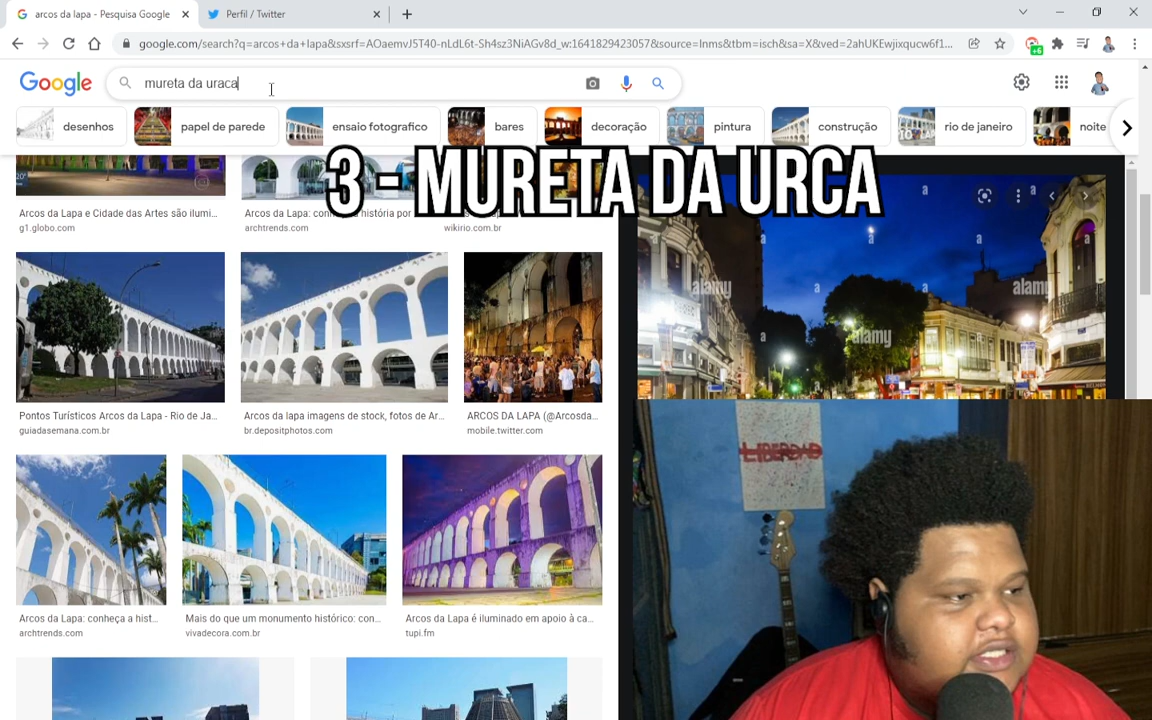 arcos da lapa - Pesquisa Google
Perfil / Twitter
google.com/search?q=arcos+da+lapa&sxsrf=AOaemvJ5T40-nLdL6t-Sh4sz3NiAGv8d_w:1641829423057&source=lnms&tbm=isch&sa=X&ved=2ahUKEwjixqucw6f1...
+6
Google
mureta da uraca
desenhos
papel de parede
ensaio fotografico
bares
decoração
pintura
construção
rio de janeiro
noite
3 - MURETA DA URCA
20°
Arcos da Lapa e Cidade das Artes são ilumi...
g1.globo.com
Arcos da Lapa: conheça a história por
archtrends.com
wikirio.com.br
a
a
a
a
a
a
a
a
alamy
alamy
alamy
Pontos Turísticos Arcos da Lapa - Rio de Ja...
guiadasemana.com.br
Arcos da lapa imagens de stock, fotos de Ar...
br.depositphotos.com
ARCOS DA LAPA (@Arcosda...
mobile.twitter.com
LIBERDAD
Arcos da Lapa: conheça a hist...
archtrends.com
Mais do que um monumento histórico: con...
vivadecora.com.br
Arcos da Lapa é iluminado em apoio à ca...
tupi.fm